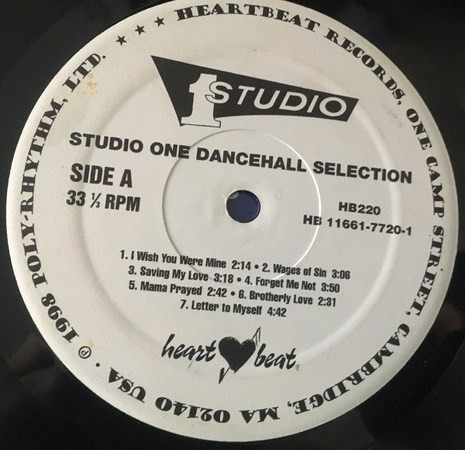 1 STUDIO
STUDIO ONE DANCEHALL SELECTION
SIDE A
33 ⅓ RPM
HB220
HB 11661-7720-1
1. I Wish You Were Mine 2:14 • 2. Wages of Sin 3:06
3. Saving My Love 3:18 • 4. Forget Me Not 3:50
5. Mama Prayed 2:42 • 6. Brotherly Love 2:31
7. Letter to Myself 4:42
heart beat®
℗ 1998 POLY-RHYTHM, LTD. ★ ★ ★ HEARTBEAT RECORDS, ONE CAMP STREET, CAMBRIDGE, MA 02140 USA •